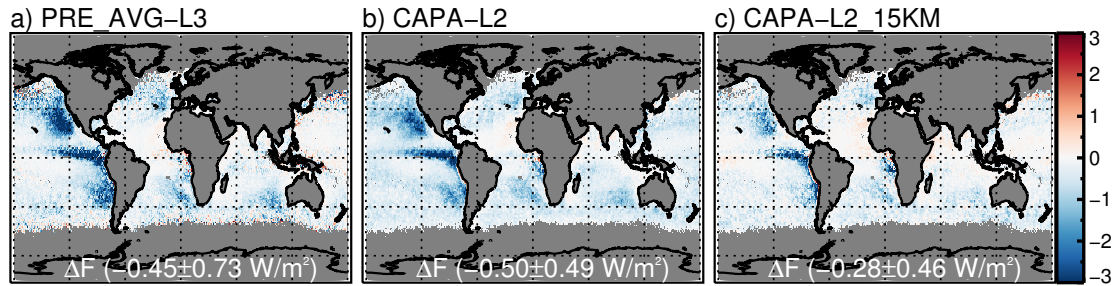 a) PRE_AVG−L3
b) CAPA−L2
c) CAPA−L2_15KM
3
2
1
0
−1
−2
−3
ΔF (−0.45±0.73 W/m²)
ΔF (−0.50±0.49 W/m²)
ΔF (−0.28±0.46 W/m²)